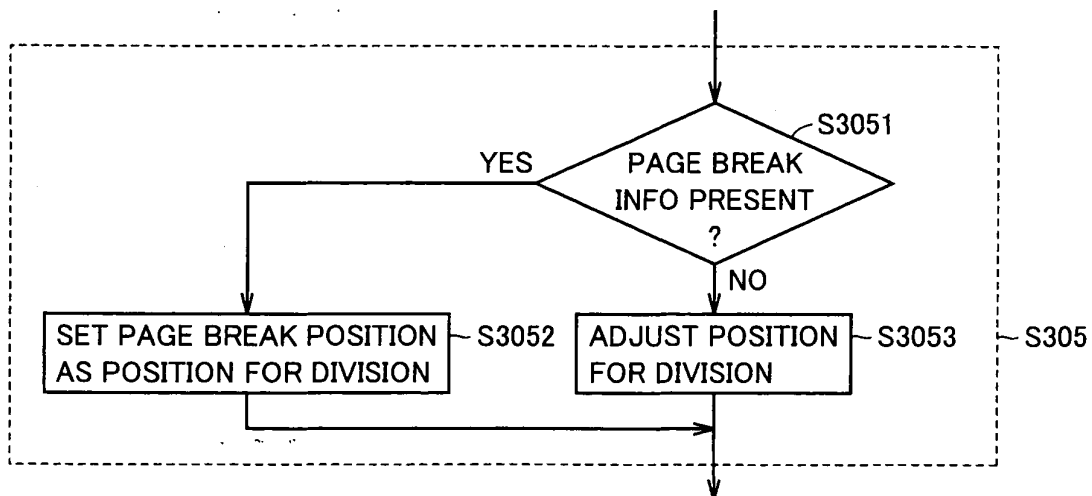 S3051
YES
PAGE BREAK
INFO PRESENT
?
NO
SET PAGE BREAK POSITION
AS POSITION FOR DIVISION
S3052
ADJUST POSITION
FOR DIVISION
S3053
S305